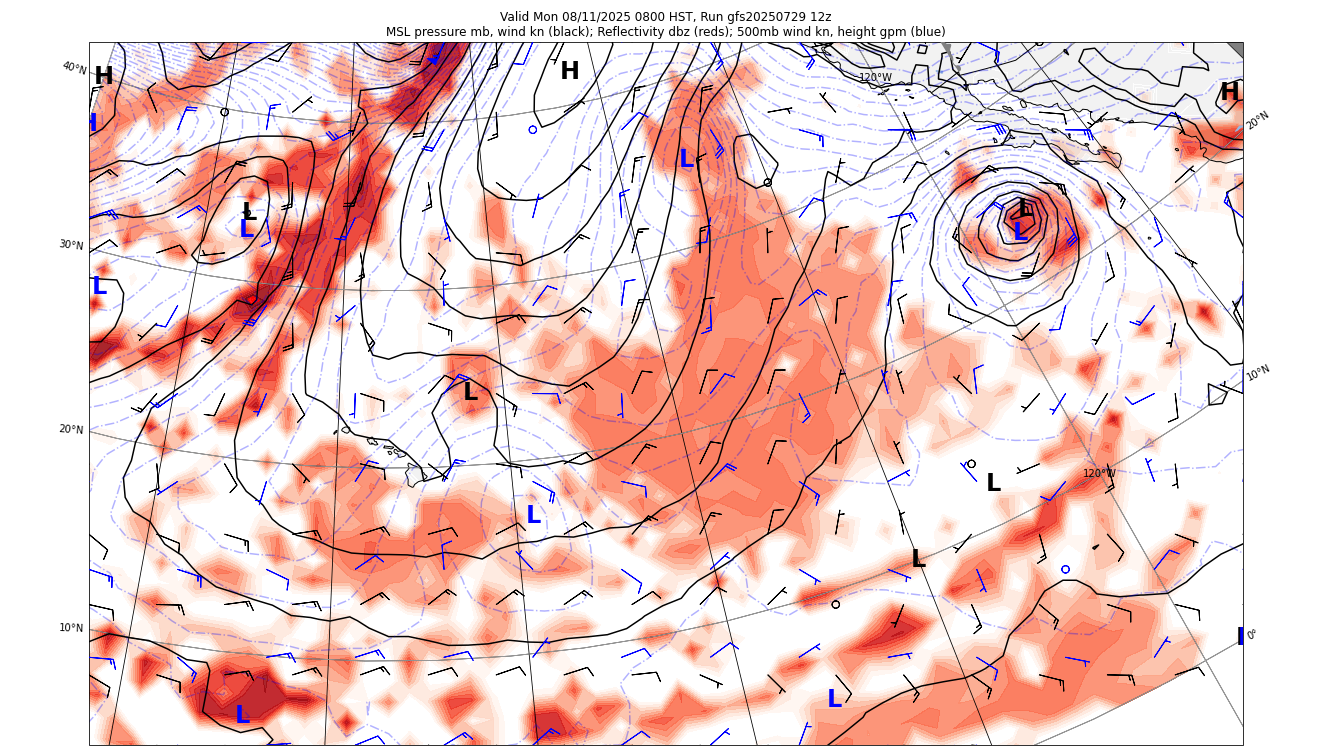 Valid Mon 08/11/2025 0800 HST, Run gfs20250729 12z
MSL pressure mb, wind kn (black); Reflectivity dbz (reds); 500mb wind kn, height gpm (blue)
40°N
H
H
120°W
H
H
20°N
L
L
L
L
L
30°N
L
L
10°N
L
20°N
L
120°W
L
L
10°N
0°
L
L